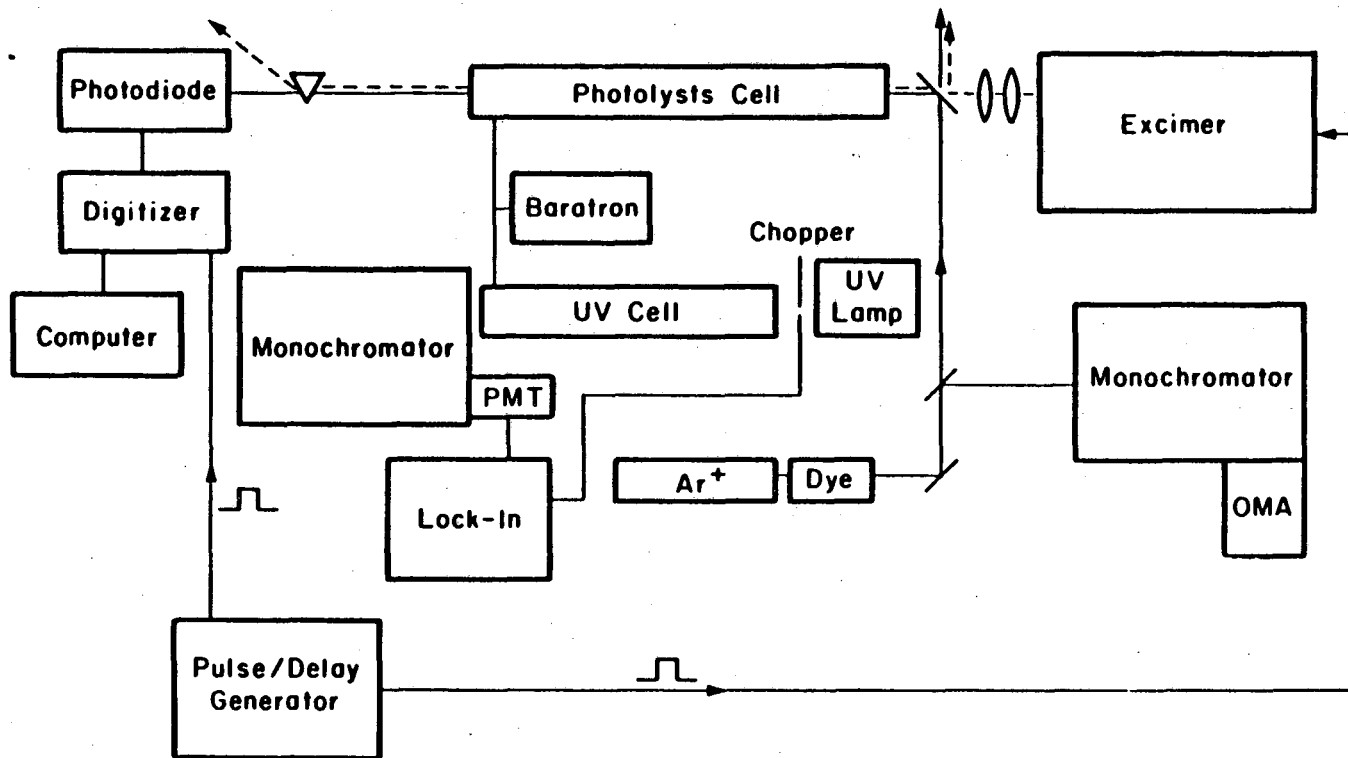 Photodiode
Photolysts Cell
Excimer
Digitizer
Baratron
Chopper
UV
Lamp
UV Cell
Computer
Monochromator
PMT
Monochromator
Ar+
Dye
Lock-In
OMA
Pulse/Delay
Generator